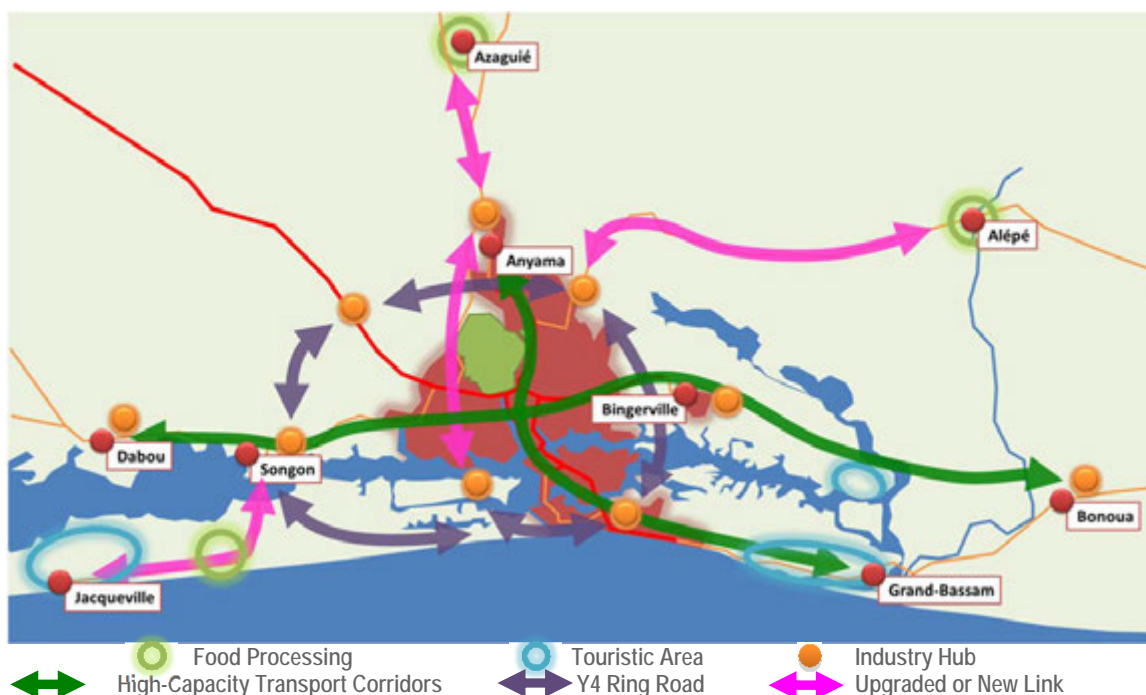 Azaguié
Alépé
Anyama
Bingerville
Dabou
Songon
Bonoua
Jacqueville
Grand-Bassam
Food Processing
Touristic Area
Industry Hub
High-Capacity Transport Corridors
Y4 Ring Road
Upgraded or New Link